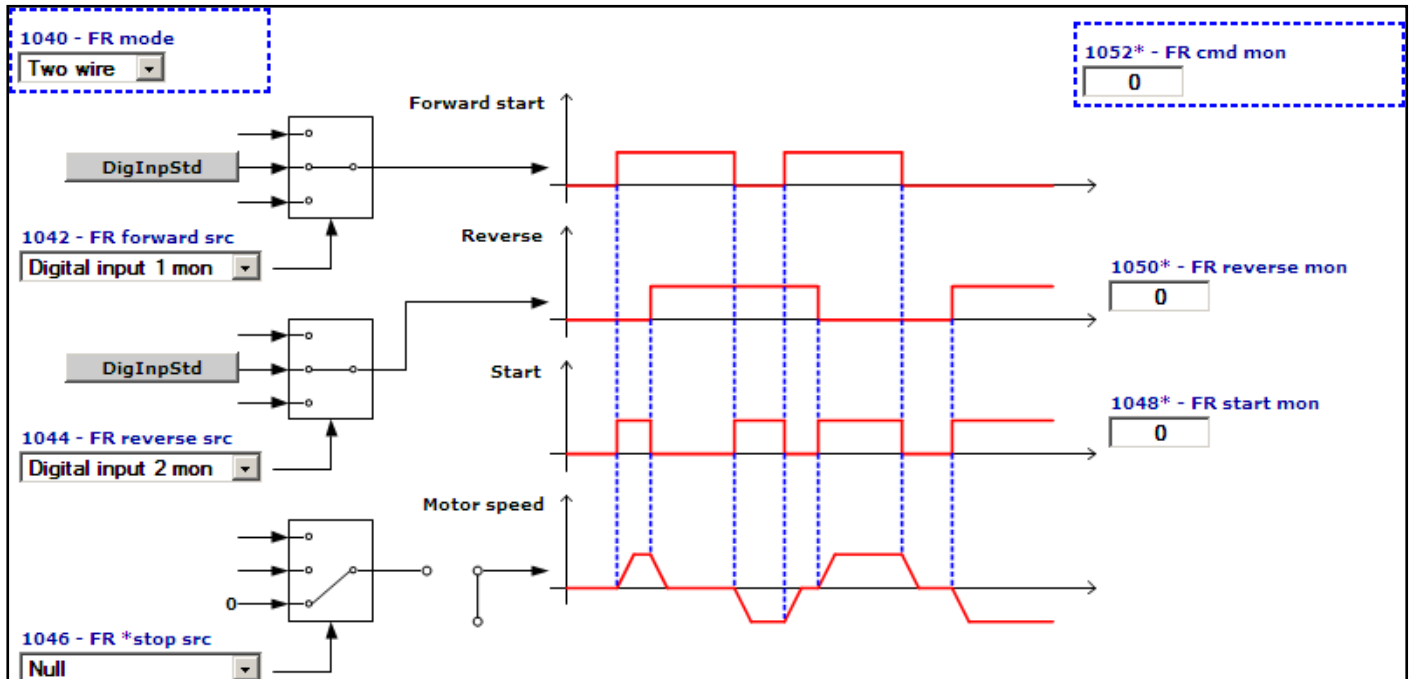 1040 - FR mode
Two wire
1052* - FR cmd mon
0
Forward start
DigInpStd
1042 - FR forward src
Digital input 1 mon
Reverse
1050* - FR reverse mon
0
DigInpStd
Start
1048* - FR start mon
0
1044 - FR reverse src
Digital input 2 mon
Motor speed
0
1046 - FR *stop src
Null